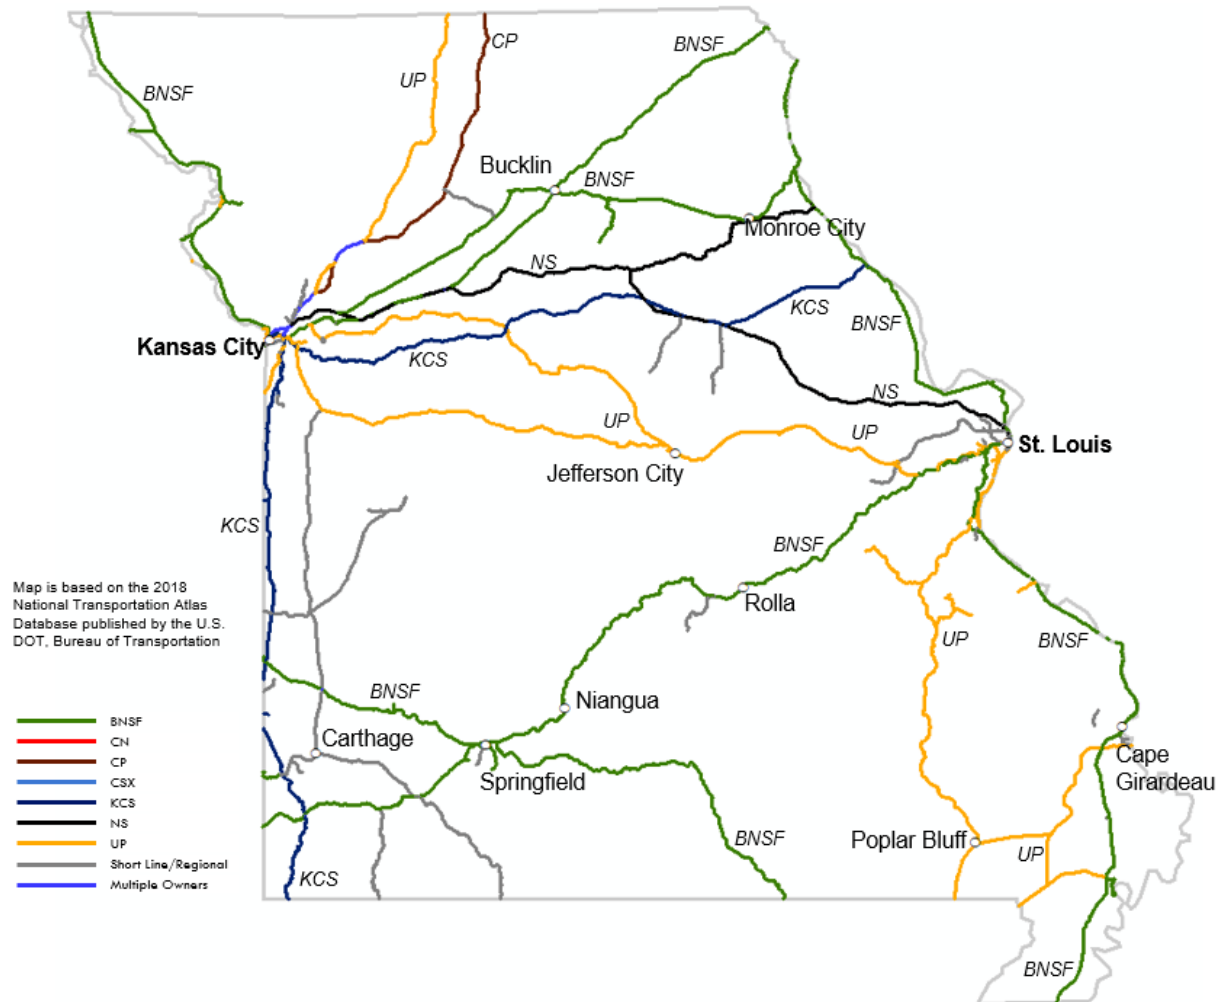 BNSF
UP
CP
BNSF
Bucklin
BNSF
Monroe City
NS
KCS
BNSF
Kansas City
KCS
NS
UP
UP
St. Louis
Jefferson City
KCS
BNSF
Map is based on the 2018
National Transportation Atlas
Database published by the U.S.
DOT, Bureau of Transportation
Rolla
UP
BNSF
BNSF
Niangua
Carthage
Springfield
Cape
Girardeau
BNSF
Poplar Bluff
UP
KCS
BNSF
BNSF
CN
CP
CSX
KCS
NS
UP
Short Line/Regional
Multiple Owners